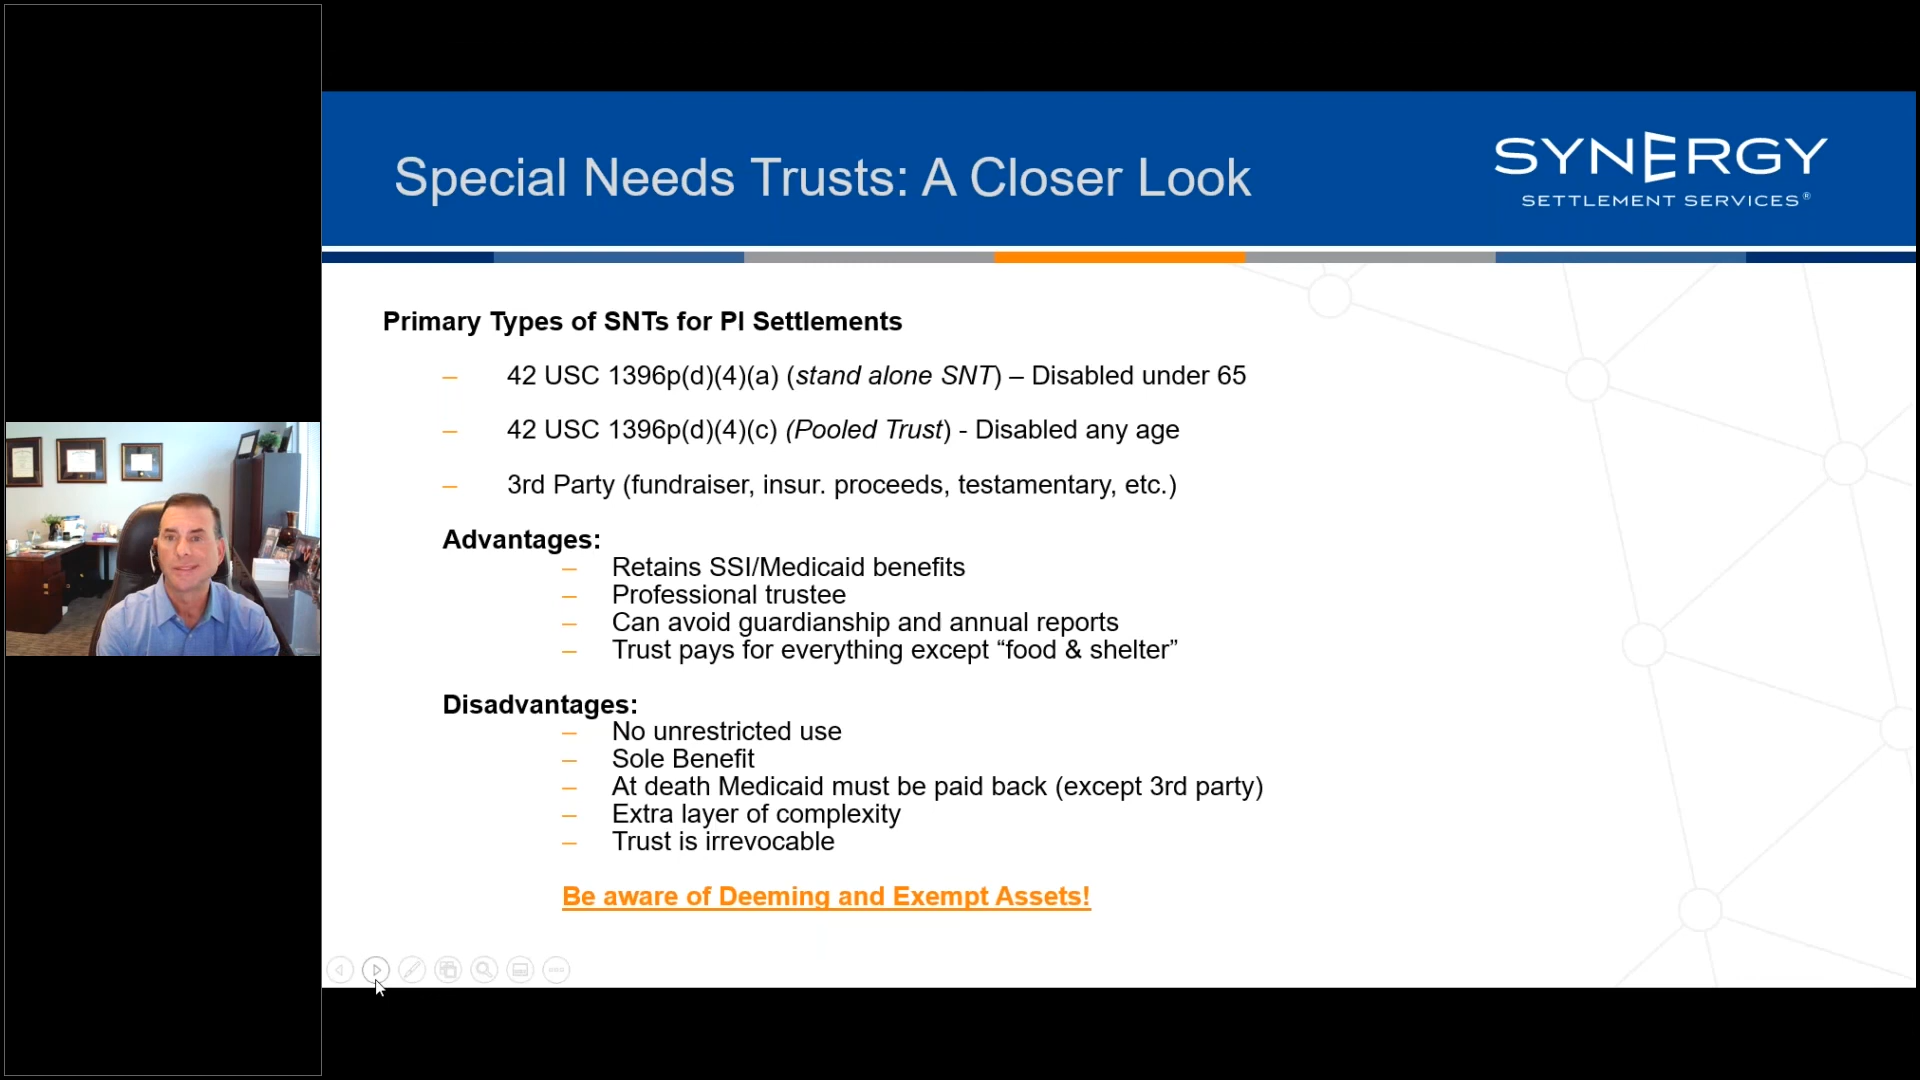 Special Needs Trusts: A Closer Look
SYNERGY
SETTLEMENT SERVICES®
Primary Types of SNTs for PI Settlements
– 42 USC 1396p(d)(4)(a) (stand alone SNT) – Disabled under 65
– 42 USC 1396p(d)(4)(c) (Pooled Trust) - Disabled any age
– 3rd Party (fundraiser, insur. proceeds, testamentary, etc.)
Advantages:
– Retains SSI/Medicaid benefits
– Professional trustee
– Can avoid guardianship and annual reports
– Trust pays for everything except “food & shelter”
Disadvantages:
– No unrestricted use
– Sole Benefit
– At death Medicaid must be paid back (except 3rd party)
– Extra layer of complexity
– Trust is irrevocable
Be aware of Deeming and Exempt Assets!